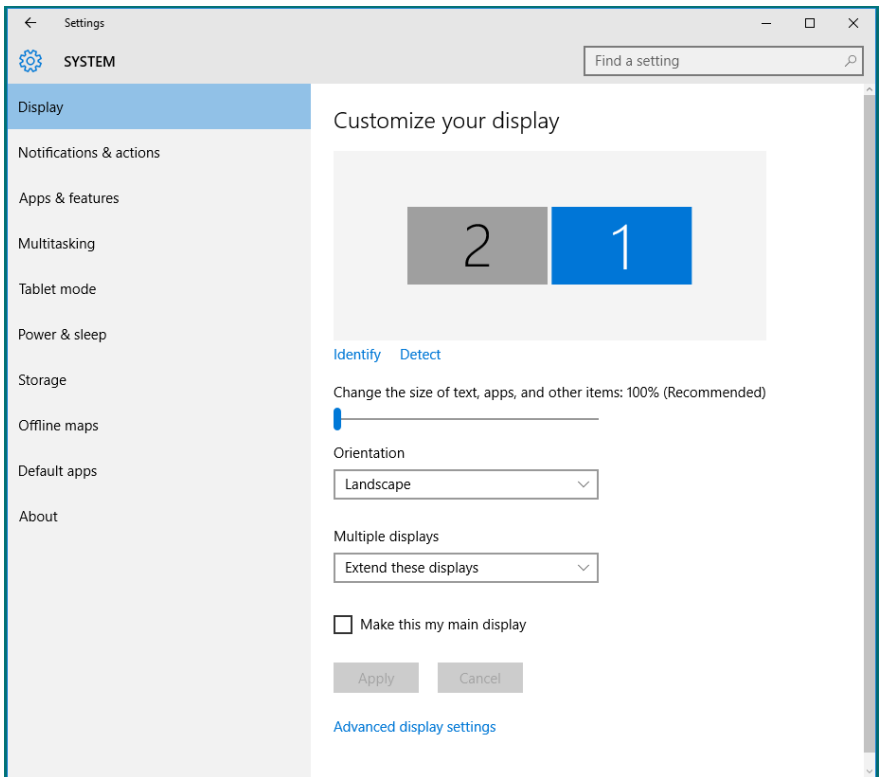 Settings
SYSTEM
Find a setting
Display
Notifications & actions
Apps & features
Multitasking
Tablet mode
Power & sleep
Storage
Offline maps
Default apps
About
Customize your display
2 1
Identify Detect
Change the size of text, apps, and other items: 100% (Recommended)
Orientation
Landscape
Multiple displays
Extend these displays
Make this my main display
Apply Cancel
Advanced display settings